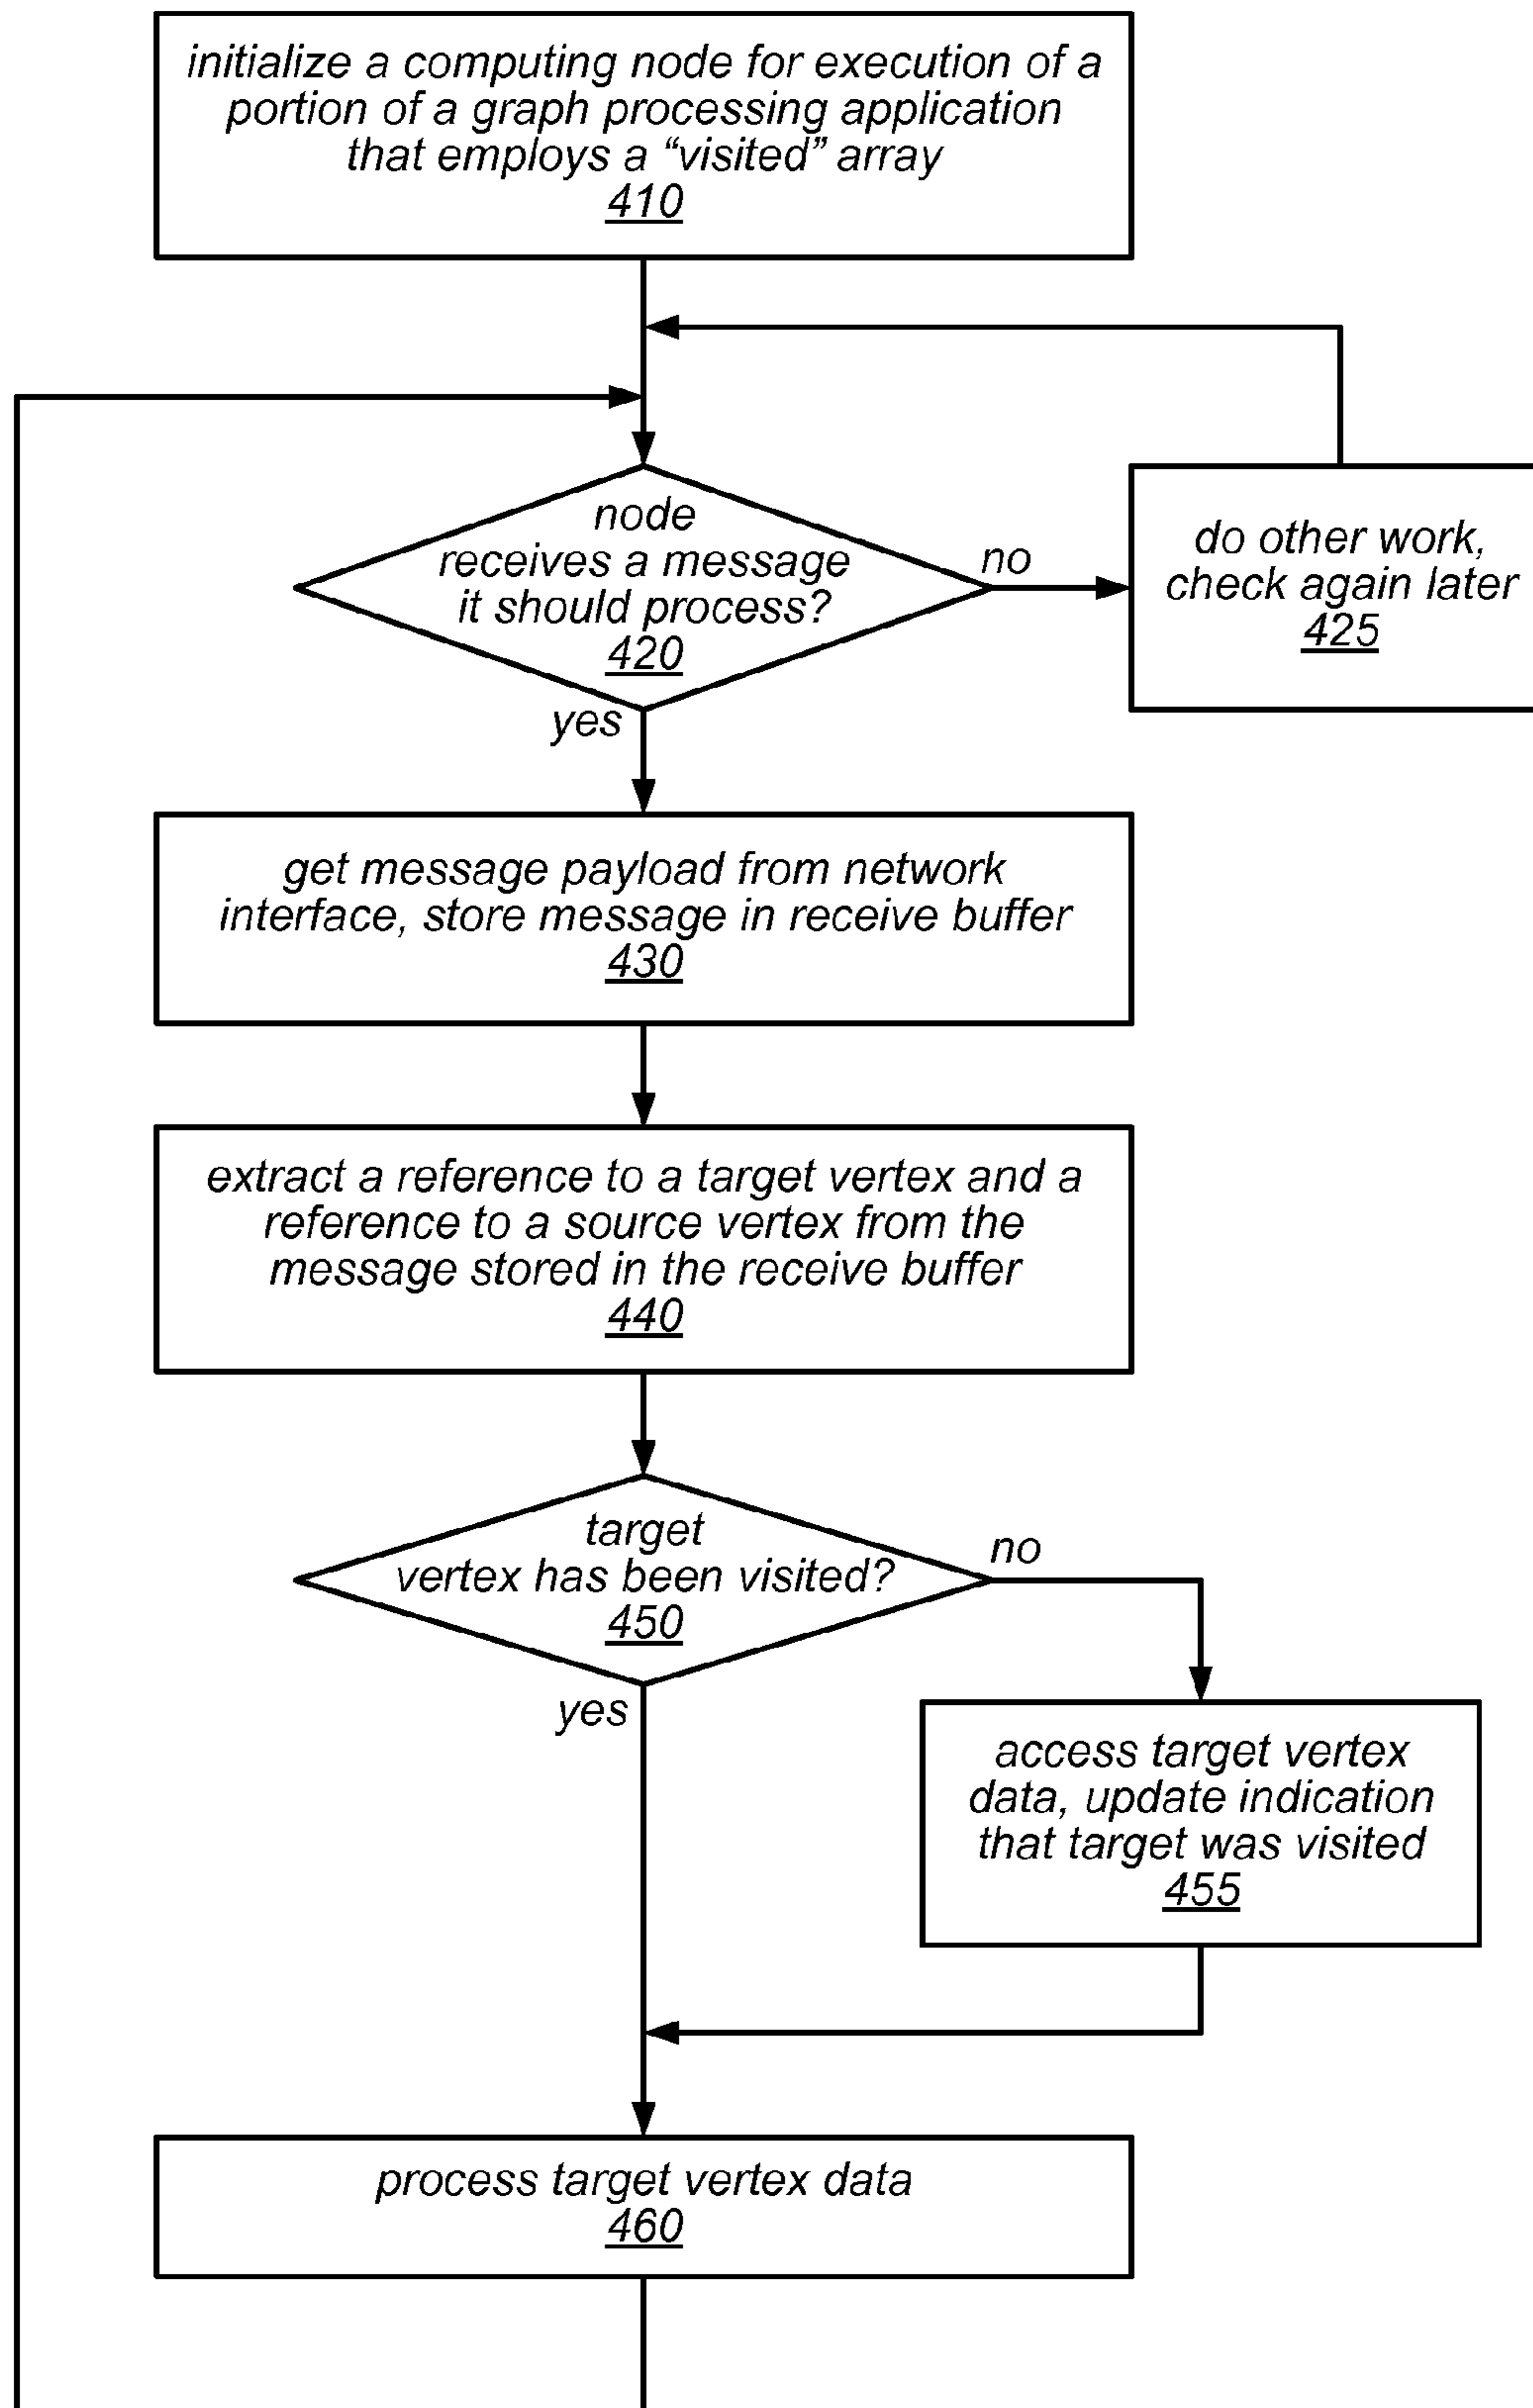 initialize a computing node for execution of a
portion of a graph processing application
that employs a “visited” array
410
node
receives a message
it should process?
420
no
do other work,
check again later
425
yes
get message payload from network
interface, store message in receive buffer
430
extract a reference to a target vertex and a
reference to a source vertex from the
message stored in the receive buffer
440
target
vertex has been visited?
450
no
yes
access target vertex
data, update indication
that target was visited
455
process target vertex data
460